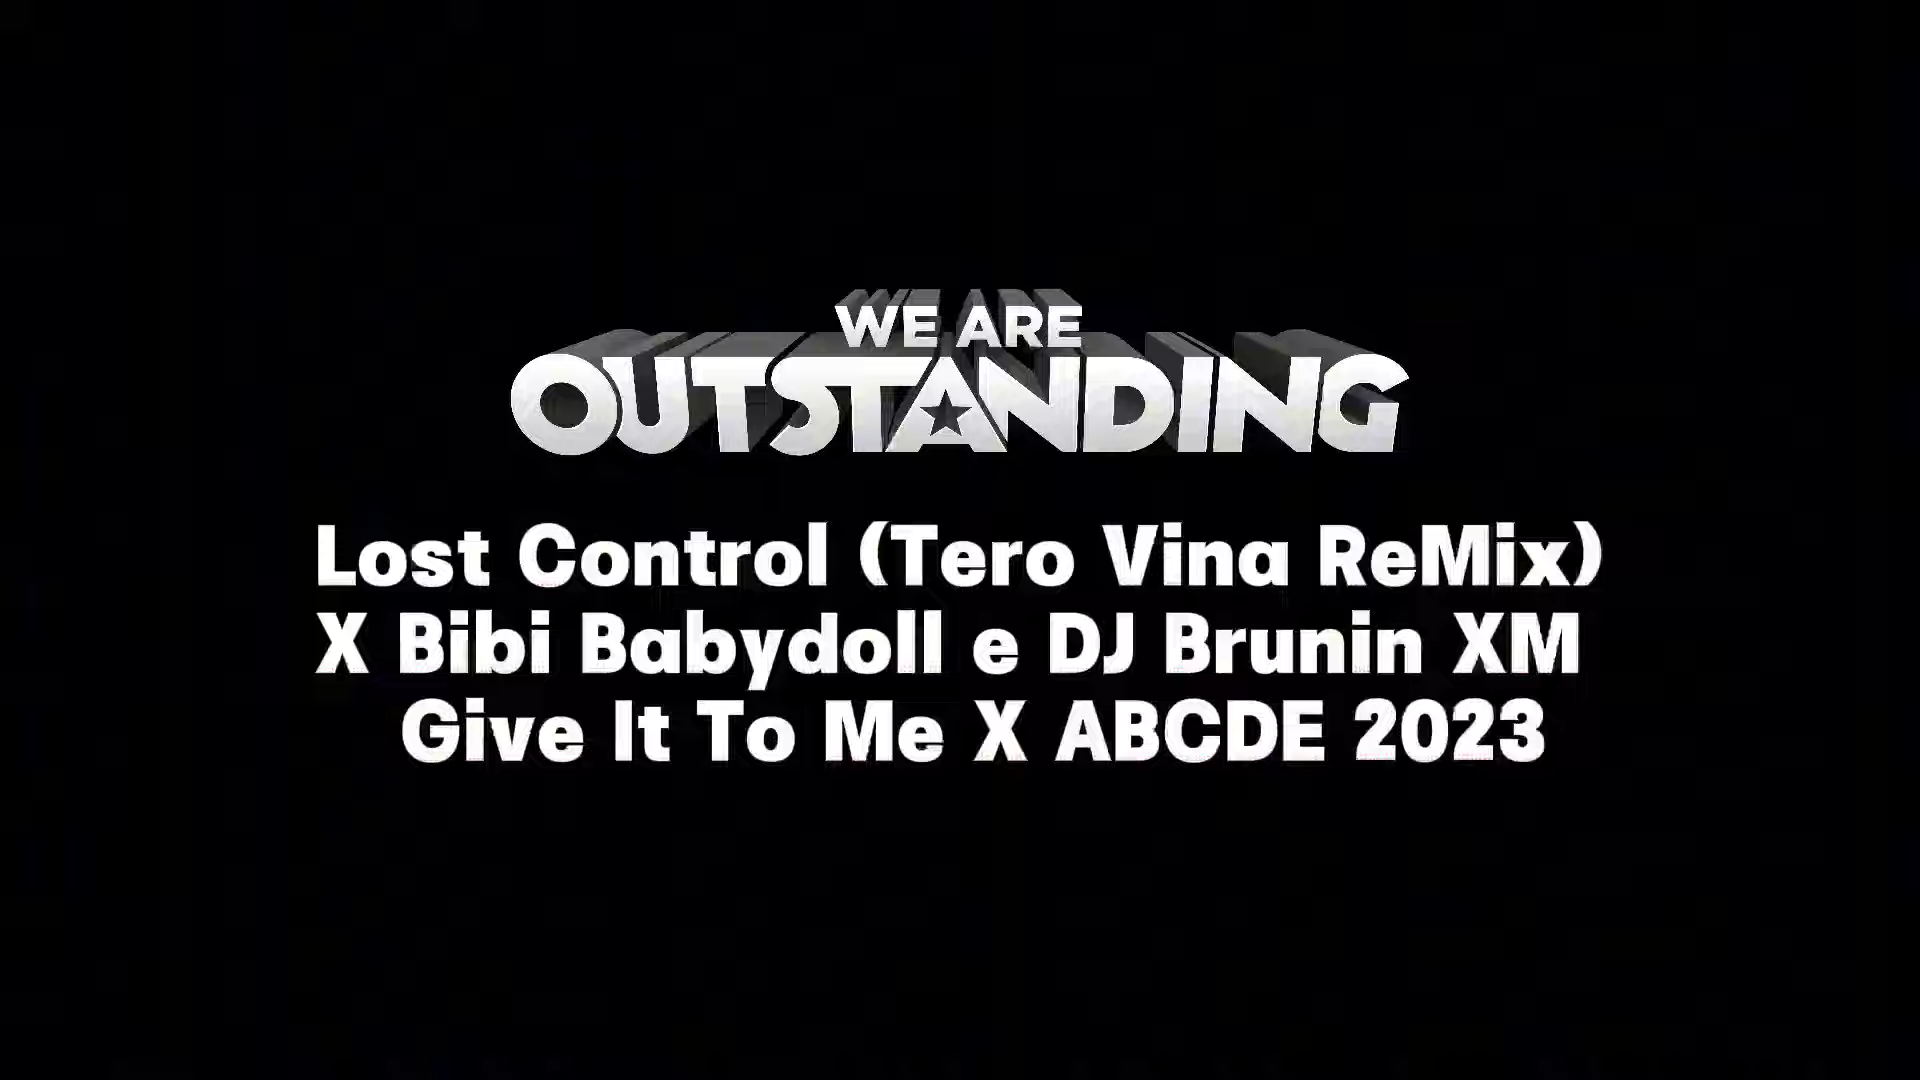 WE ARE
OUTSTANDING
Lost Control (Tero Vina ReMix)
X Bibi Babydoll e DJ Brunin XM
Give It To Me X ABCDE 2023